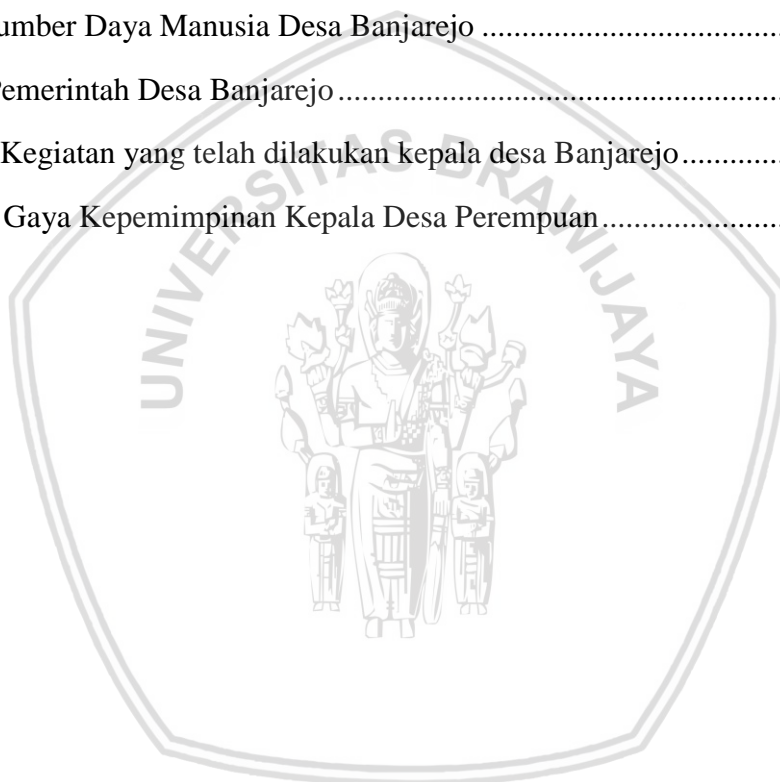 umber Daya Manusia Desa Banjarejo ....................................
Pemerintah Desa Banjarejo.......................................................
Kegiatan yang telah dilakukan kepala desa Banjarejo............
Gaya Kepemimpinan Kepala Desa Perempuan......................
UNIVERSITAS BRAWIJAYA